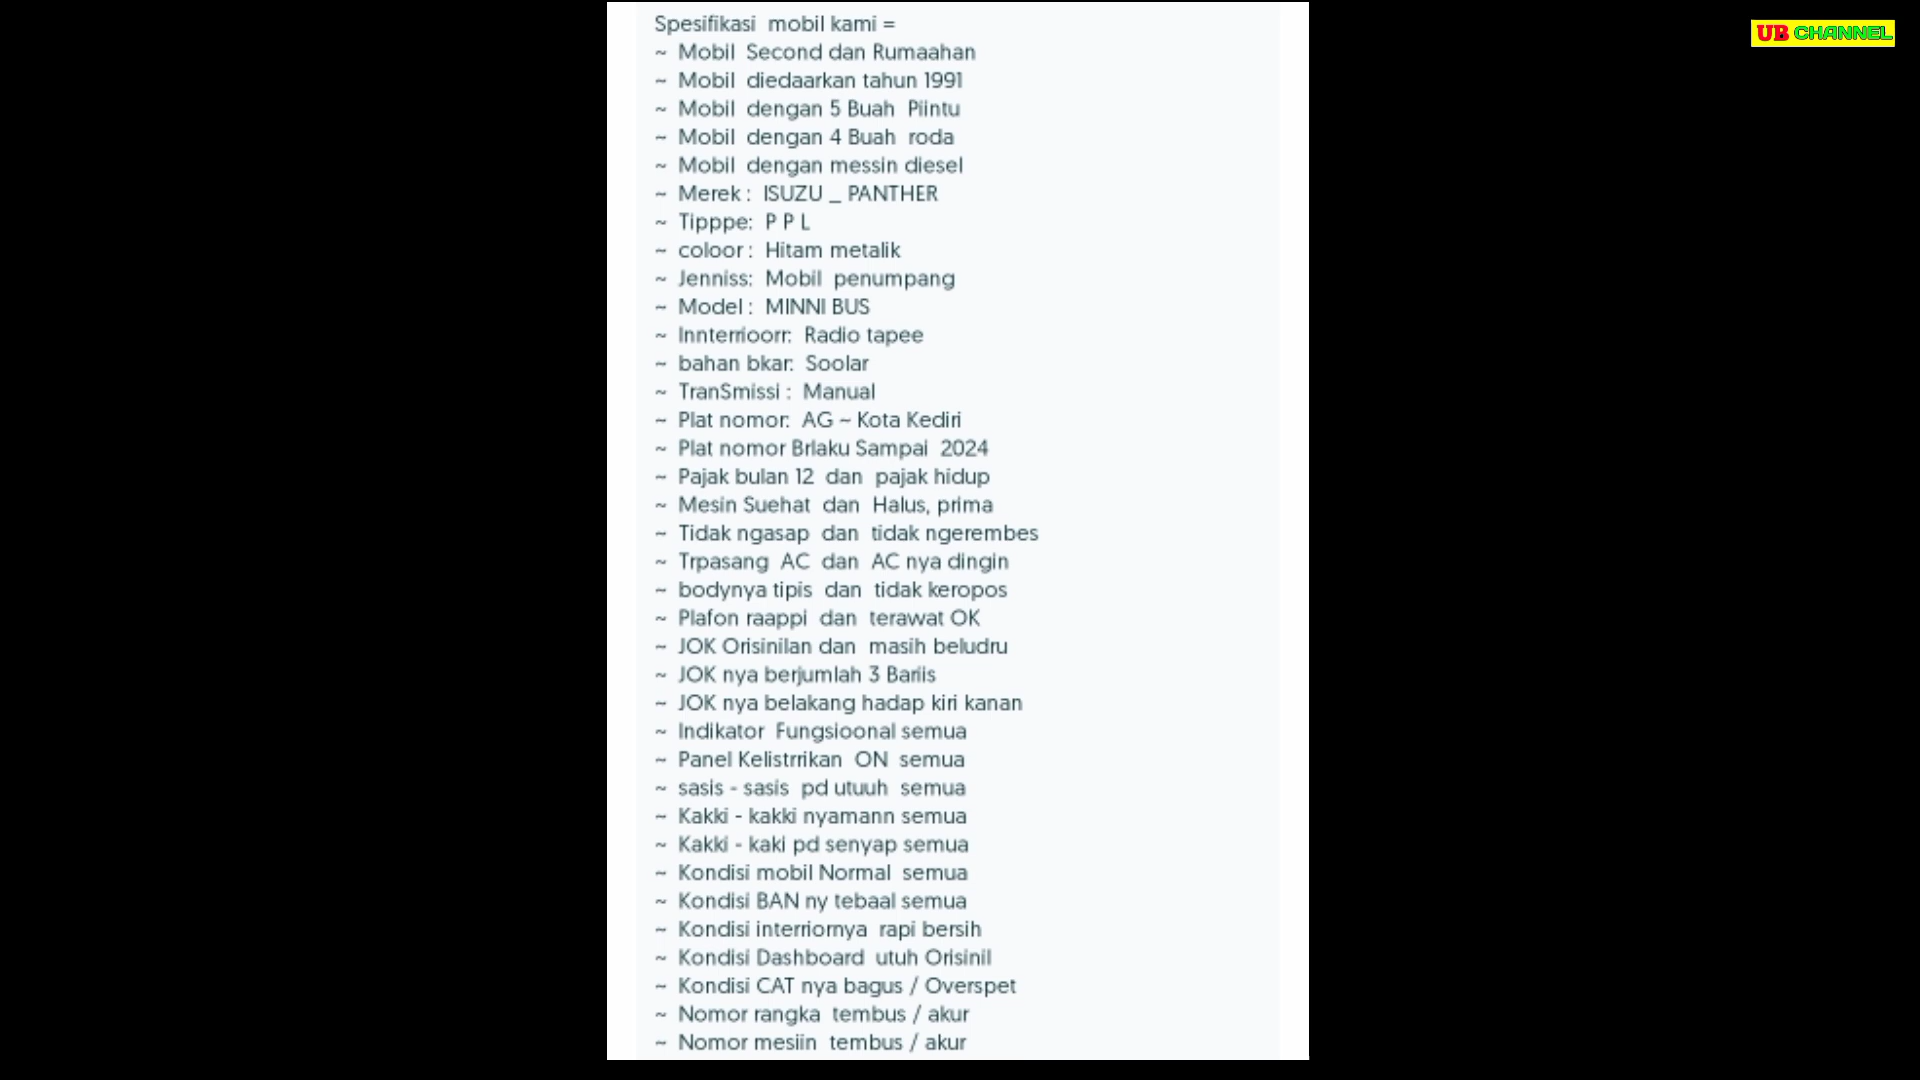 Spesifikasi mobil kami =
~ Mobil Second dan Rumaahan
~ Mobil diedaarkan tahun 1991
~ Mobil dengan 5 Buah Piintu
~ Mobil dengan 4 Buah roda
~ Mobil dengan messin diesel
~ Merek : ISUZU _ PANTHER
~ Tipppe: P P L
~ coloor : Hitam metalik
~ Jenniss: Mobil penumpang
~ Model : MINNI BUS
~ Innterrioorr: Radio tapee
~ bahan bkar: Soolar
~ TranSmissi : Manual
~ Plat nomor: AG ~ Kota Kediri
~ Plat nomor Brlaku Sampai 2024
~ Pajak bulan 12 dan pajak hidup
~ Mesin Suehat dan Halus, prima
~ Tidak ngasap dan tidak ngerembes
~ Trpasang AC dan AC nya dingin
~ bodynya tipis dan tidak keropos
~ Plafon raappi dan terawat OK
~ JOK Orisinilan dan masih beludru
~ JOK nya berjumlah 3 Bariis
~ JOK nya belakang hadap kiri kanan
~ Indikator Fungsioonal semua
~ Panel Kelistrrikan ON semua
~ sasis - sasis pd utuuh semua
~ Kakki - kakki nyamann semua
~ Kakki - kaki pd senyap semua
~ Kondisi mobil Normal semua
~ Kondisi BAN ny tebaal semua
~ Kondisi interriornya rapi bersih
~ Kondisi Dashboard utuh Orisinil
~ Kondisi CAT nya bagus / Overspet
~ Nomor rangka tembus / akur
~ Nomor mesiin tembus / akur
UB CHANNEL